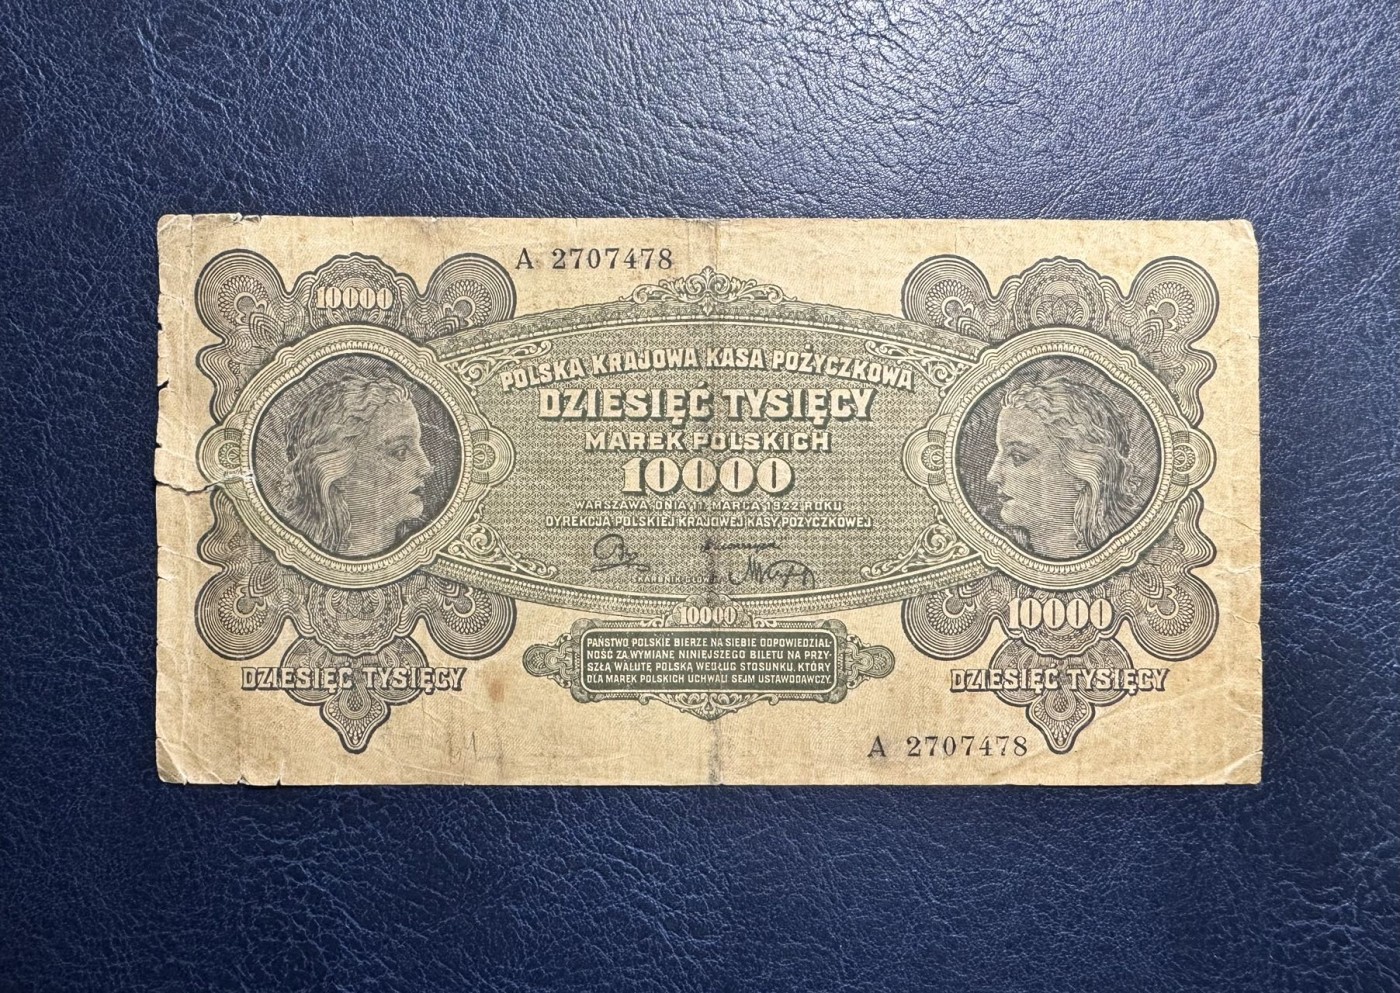 A 2707478
10000
POLSKA KRAJOWA KASA POŻYCZKOWA
DZIESIĘĆ TYSIĘCY
MAREK POLSKICH
10000
WARSZAWA, DNIA 11 MARCA 1922 ROKU
DYREKCJA POLSKIEJ KRAJOWEJ KASY POŻYCZKOWEJ
SKARBNIK GŁÓWNY
10000
10000
PAŃSTWO POLSKIE BIERZE NA SIEBIE ODPOWIEDZIAL-
NOŚĆ ZA WYMIANĘ NINIEJSZEGO BILETU NA PRZY
SZŁĄ WALUTĘ POLSKĄ WEDŁUG STOSUNKU, KTÓRY
DLA MAREK POLSKICH UCHWALI SEJM USTAWODAWCZY.
DZIESIĘĆ TYSIĘCY
DZIESIĘĆ TYSIĘCY
A 2707478